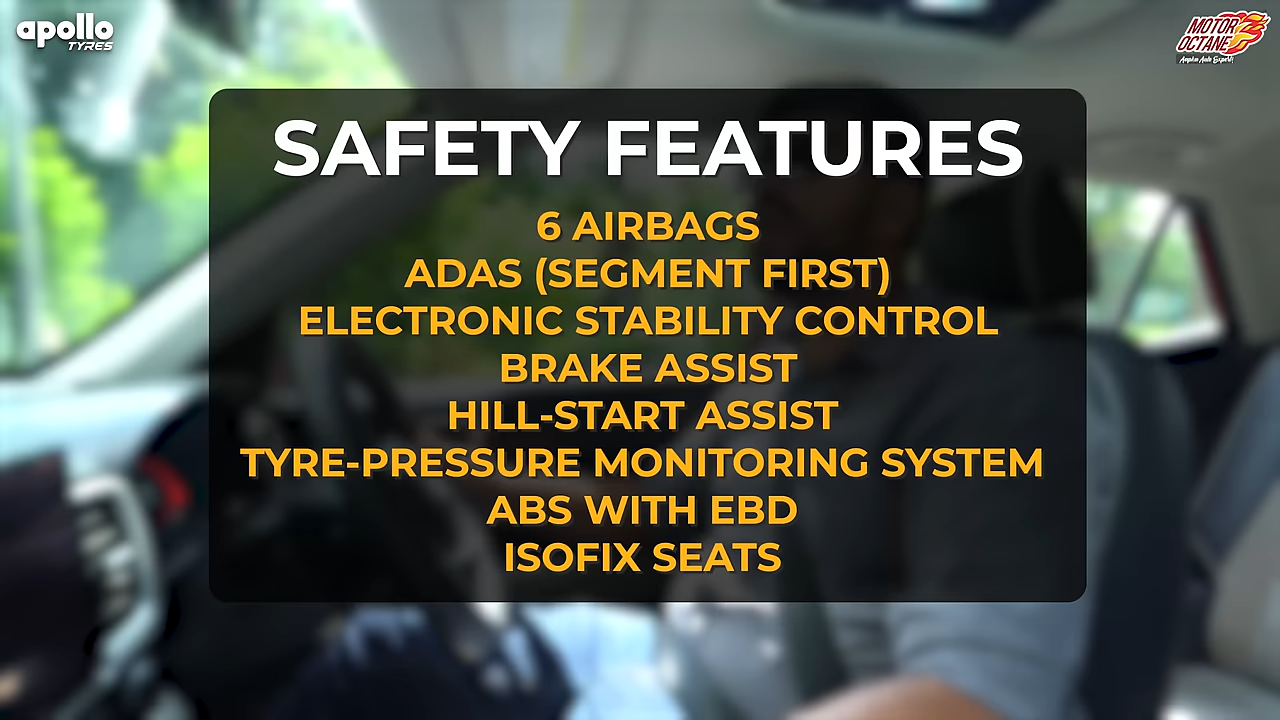 apollo
TYRES
MOTOR
OCTANE
SAFETY FEATURES
6 AIRBAGS
ADAS (SEGMENT FIRST)
ELECTRONIC STABILITY CONTROL
BRAKE ASSIST
HILL-START ASSIST
TYRE-PRESSURE MONITORING SYSTEM
ABS WITH EBD
ISOFIX SEATS